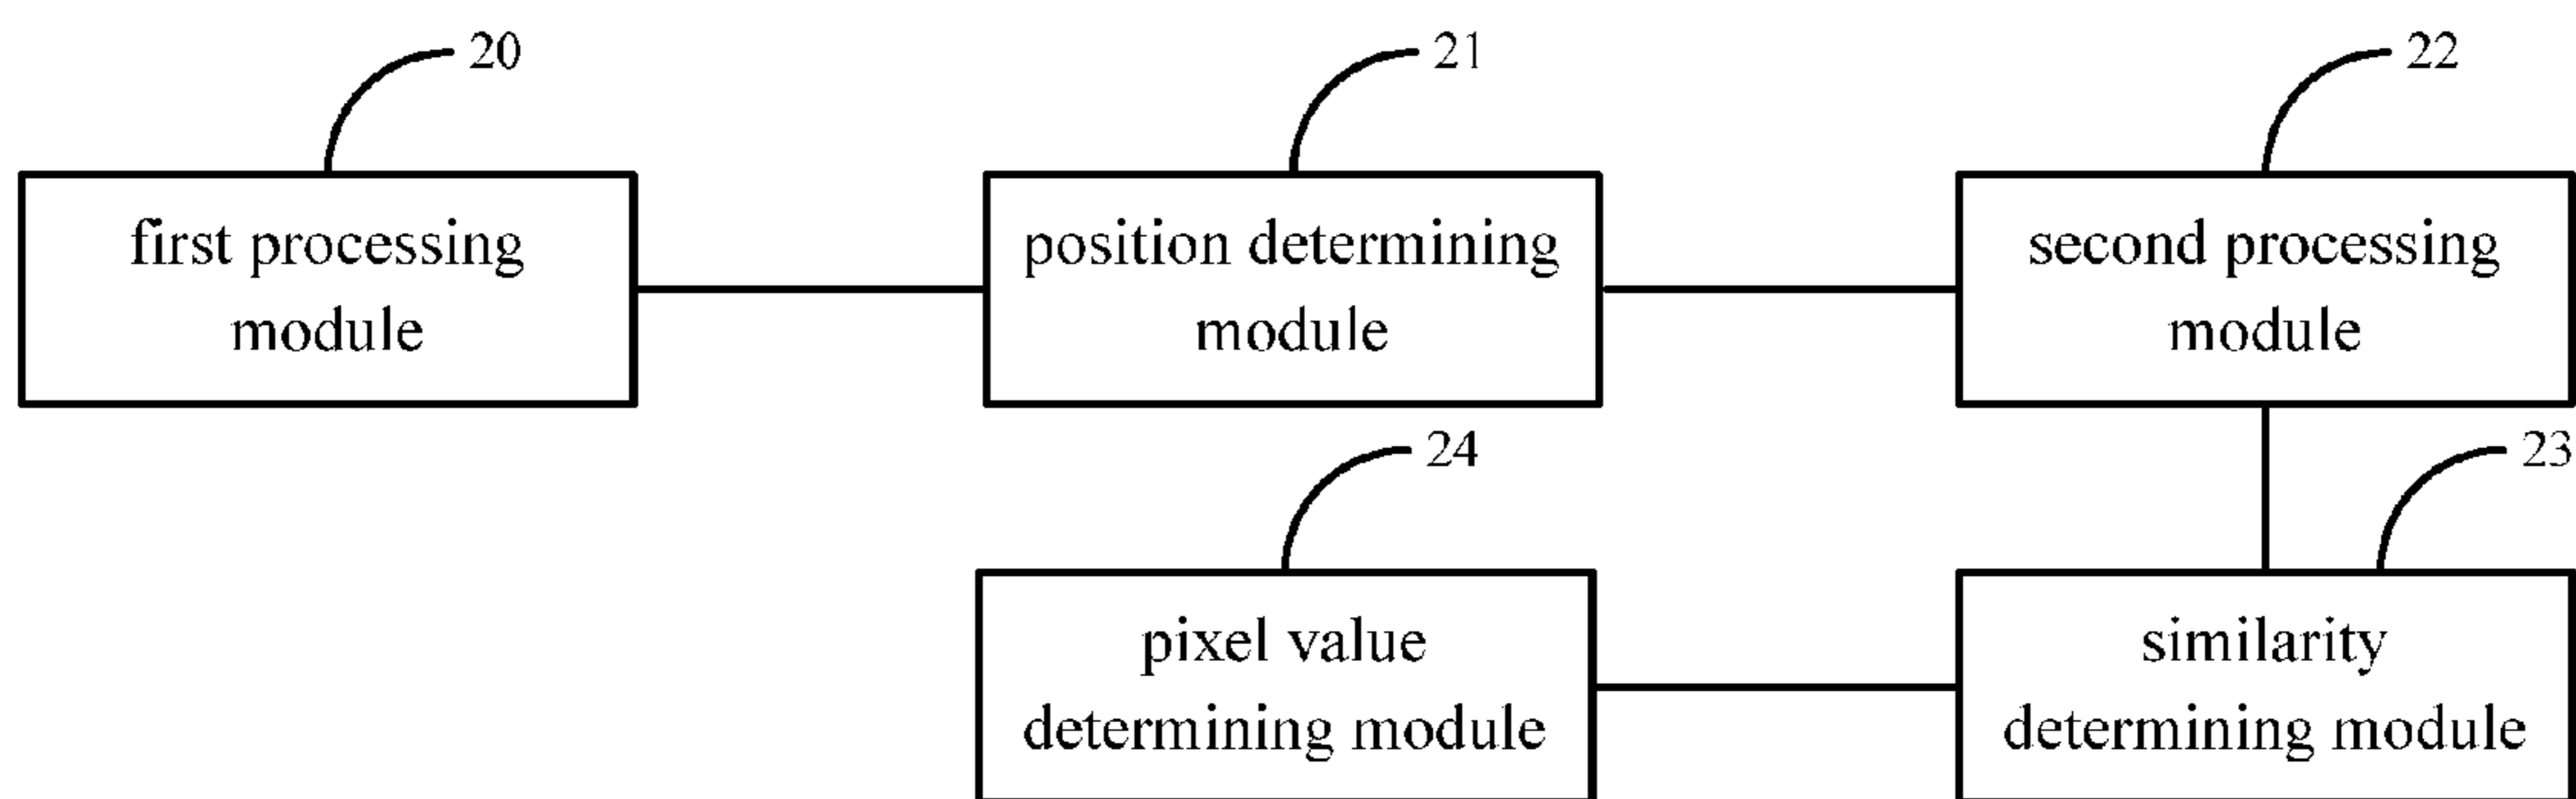 20
21
22
first processing
module
position determining
module
second processing
module
24
23
pixel value
determining module
similarity
determining module